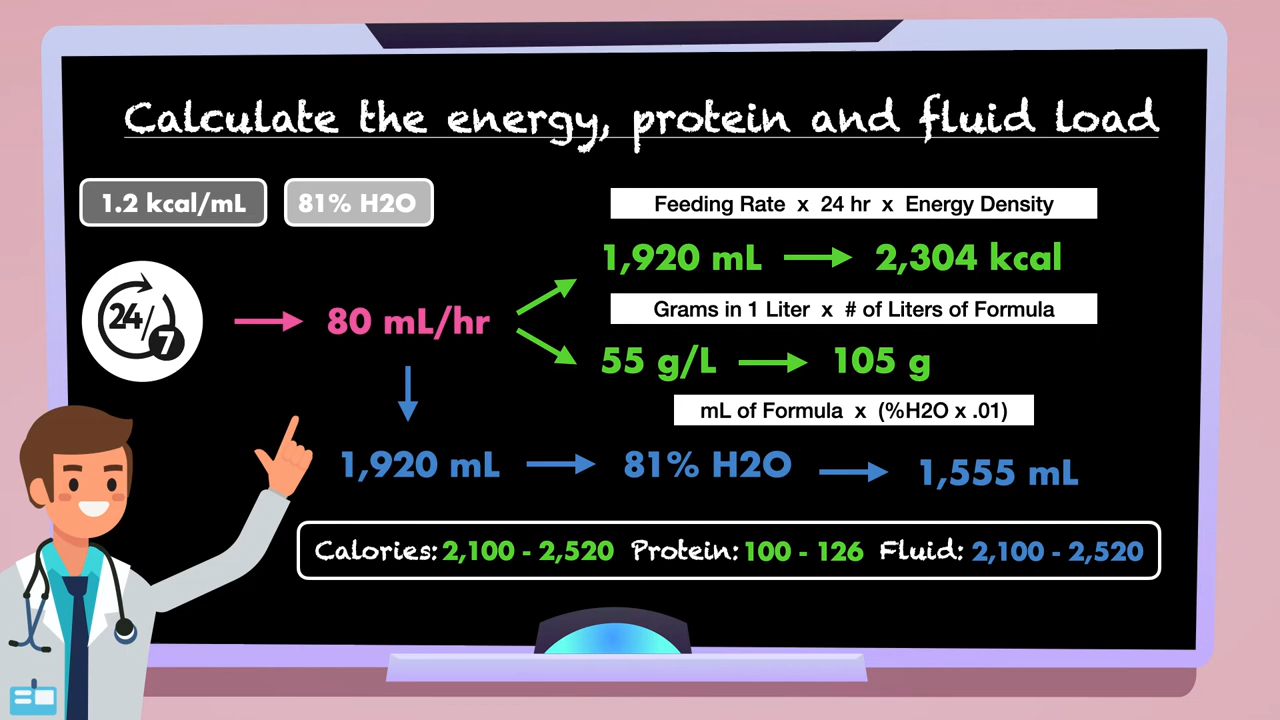 Calculate the energy, protein and fluid load
1.2 kcal/mL 81% H2O
Feeding Rate x 24 hr x Energy Density
1,920 mL 2,304 kcal
Grams in 1 Liter x # of Liters of Formula
24/7 80 mL/hr
55 g/L 105 g
mL of Formula x (%H2O x .01)
1,920 mL 81% H2O 1,555 mL
Calories: 2,100 - 2,520 Protein: 100 - 126 Fluid: 2,100 - 2,520